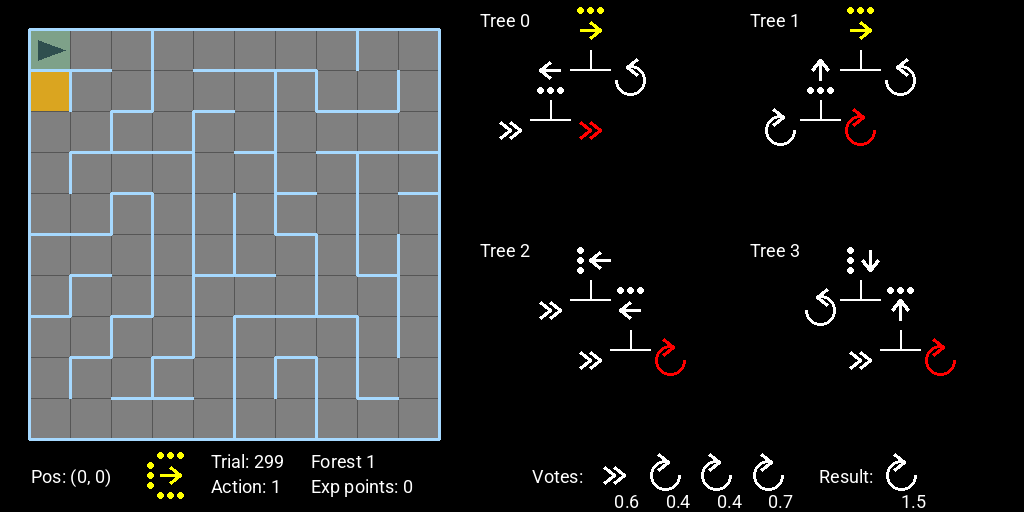 Tree 0
Tree 1
Tree 2
Tree 3
Pos: (0, 0)
Trial: 299
Action: 1
Forest 1
Exp points: 0
Votes:
0.6
0.4
0.4
0.7
Result:
1.5